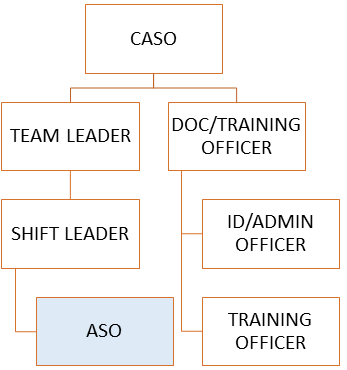 CASO
TEAM LEADER
DOC/TRAINING
OFFICER
SHIFT LEADER
ID/ADMIN
OFFICER
ASO
TRAINING
OFFICER